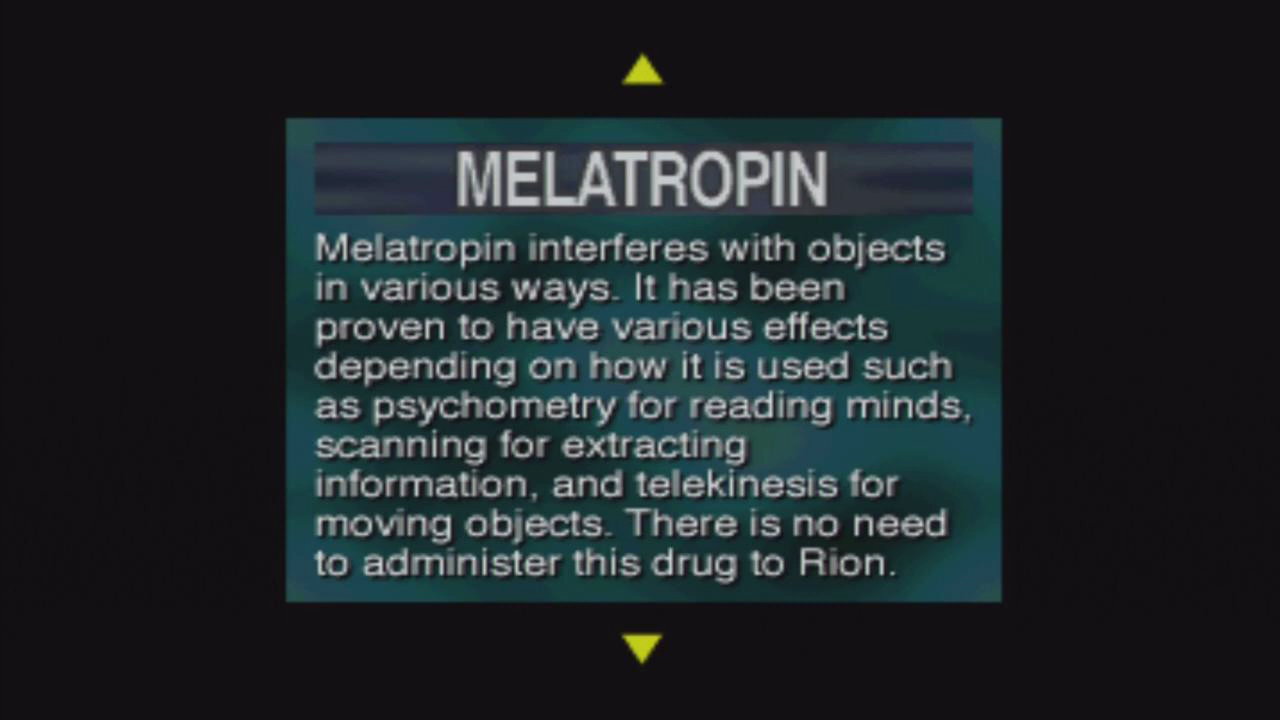 MELATROPIN
Melatropin interferes with objects
in various ways. It has been
proven to have various effects
depending on how it is used such
as psychometry for reading minds,
scanning for extracting
information, and telekinesis for
moving objects. There is no need
to administer this drug to Rion.